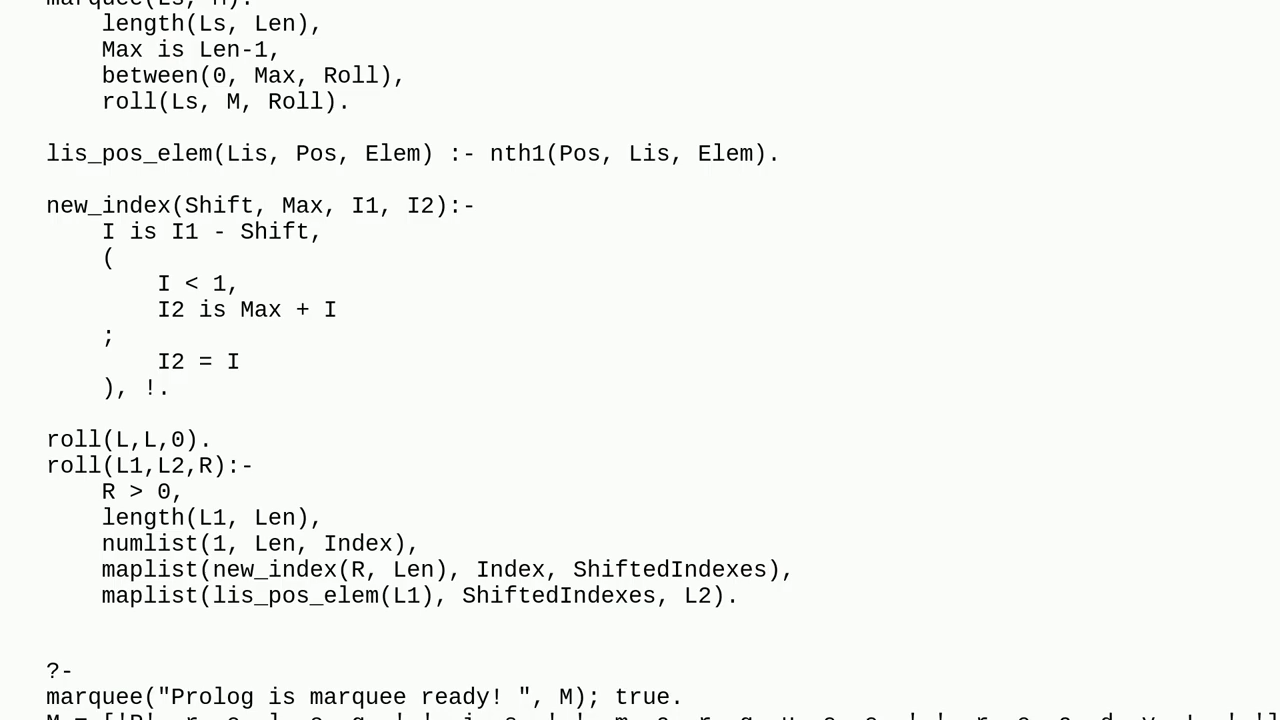 marquee(Ls, M):-
    length(Ls, Len),
    Max is Len-1,
    between(0, Max, Roll),
    roll(Ls, M, Roll).

lis_pos_elem(Lis, Pos, Elem) :- nth1(Pos, Lis, Elem).

new_index(Shift, Max, I1, I2):-
    I is I1 - Shift,
    (
        I < 1,
        I2 is Max + I
    ;
        I2 = I
    ), !.

roll(L,L,0).
roll(L1,L2,R):-
    R > 0,
    length(L1, Len),
    numlist(1, Len, Index),
    maplist(new_index(R, Len), Index, ShiftedIndexes),
    maplist(lis_pos_elem(L1), ShiftedIndexes, L2).

?-
marquee("Prolog is marquee ready! ", M); true.